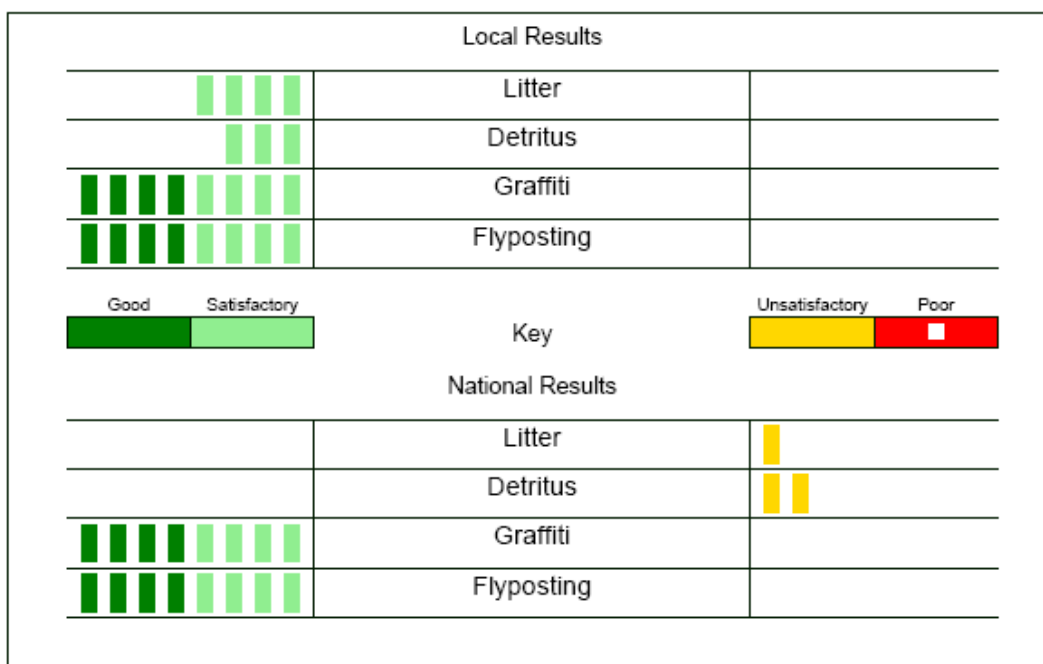 Local Results
Litter
Detritus
Graffiti
Flyposting
Good Satisfactory Key Unsatisfactory Poor
National Results
Litter
Detritus
Graffiti
Flyposting